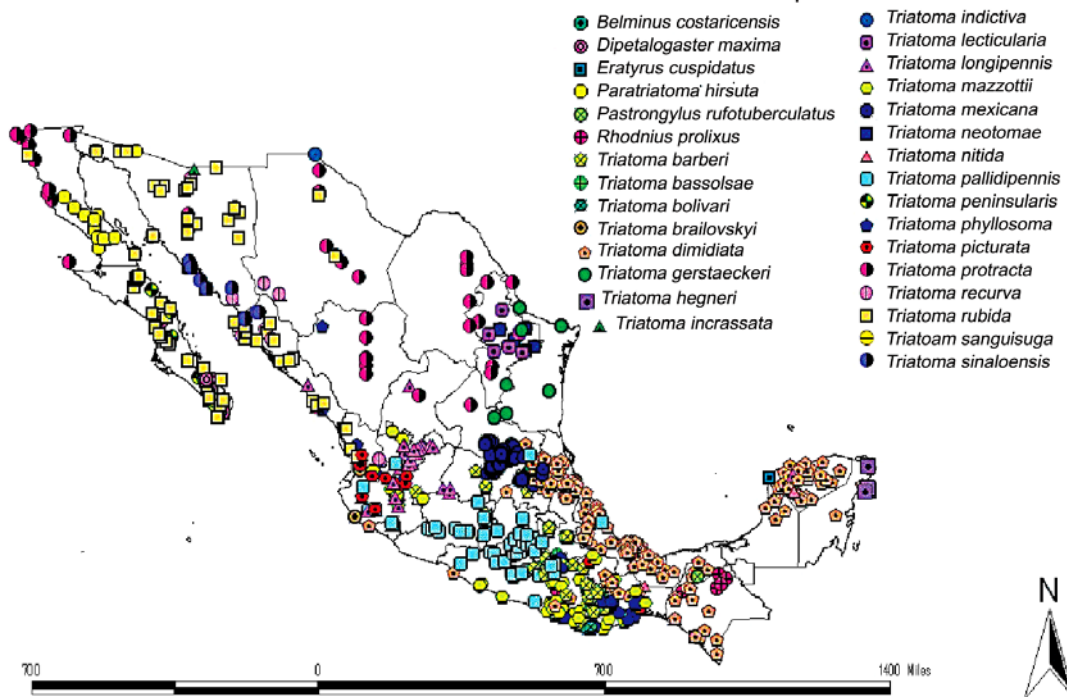 Belminus costaricensis
Dipetalogaster maxima
Eratyrus cuspidatus
Paratriatoma hirsuta
Pastrongylus rufotuberculatus
Rhodnius prolixus
Triatoma barberi
Triatoma bassolsae
Triatoma bolivari
Triatoma brailovskyi
Triatoma dimidiata
Triatoma gerstaeckeri
Triatoma hegneri
Triatoma incrassata
Triatoma indictiva
Triatoma lecticularia
Triatoma longipennis
Triatoma mazzottii
Triatoma mexicana
Triatoma neotomae
Triatoma nitida
Triatoma pallidipennis
Triatoma peninsularis
Triatoma phyllosoma
Triatoma picturata
Triatoma protracta
Triatoma recurva
Triatoma rubida
Triatoam sanguisuga
Triatoma sinaloensis
N
700 0 700 1400 Miles